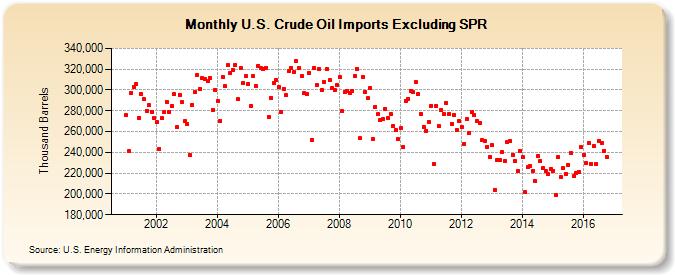 Monthly U.S. Crude Oil Imports Excluding SPR
Thousand Barrels
340,000
320,000
300,000
280,000
260,000
240,000
220,000
200,000
180,000
2002 2004 2006 2008 2010 2012 2014 2016
Source: U.S. Energy Information Administration